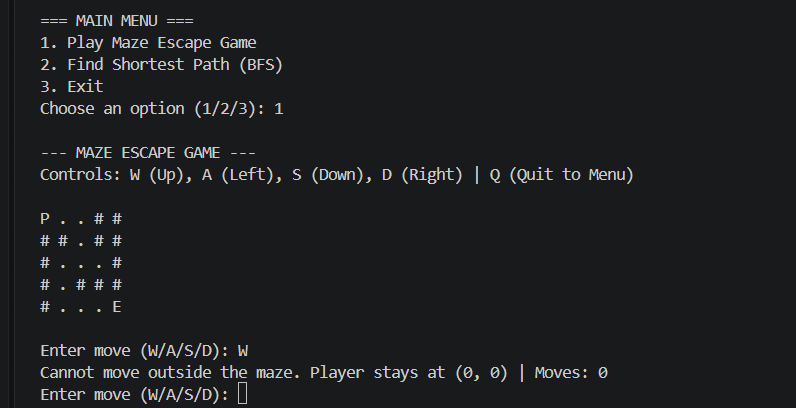 === MAIN MENU ===
1. Play Maze Escape Game
2. Find Shortest Path (BFS)
3. Exit
Choose an option (1/2/3): 1
--- MAZE ESCAPE GAME ---
Controls: W (Up), A (Left), S (Down), D (Right) | Q (Quit to Menu)
P . . # #
# # . # #
# . . . #
# . # # #
# . . . E
Enter move (W/A/S/D): W
Cannot move outside the maze. Player stays at (0, 0) | Moves: 0
Enter move (W/A/S/D):